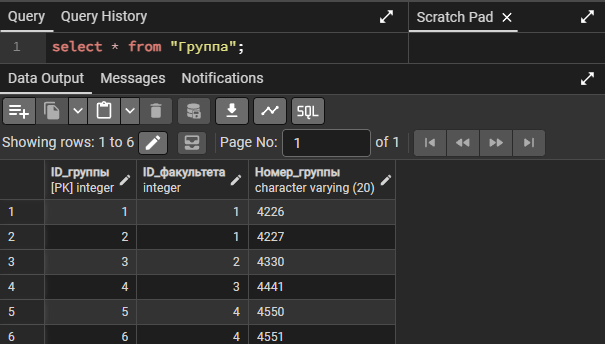 Query Query History Scratch Pad
1 select * from "Группа";
Data Output Messages Notifications
SQL
Showing rows: 1 to 6 Page No: 1 of 1
ID_группы ID_факультета Номер_группы
[PK] integer integer character varying (20)
1 1 1 4226
2 2 1 4227
3 3 2 4330
4 4 3 4441
5 5 4 4550
6 6 4 4551